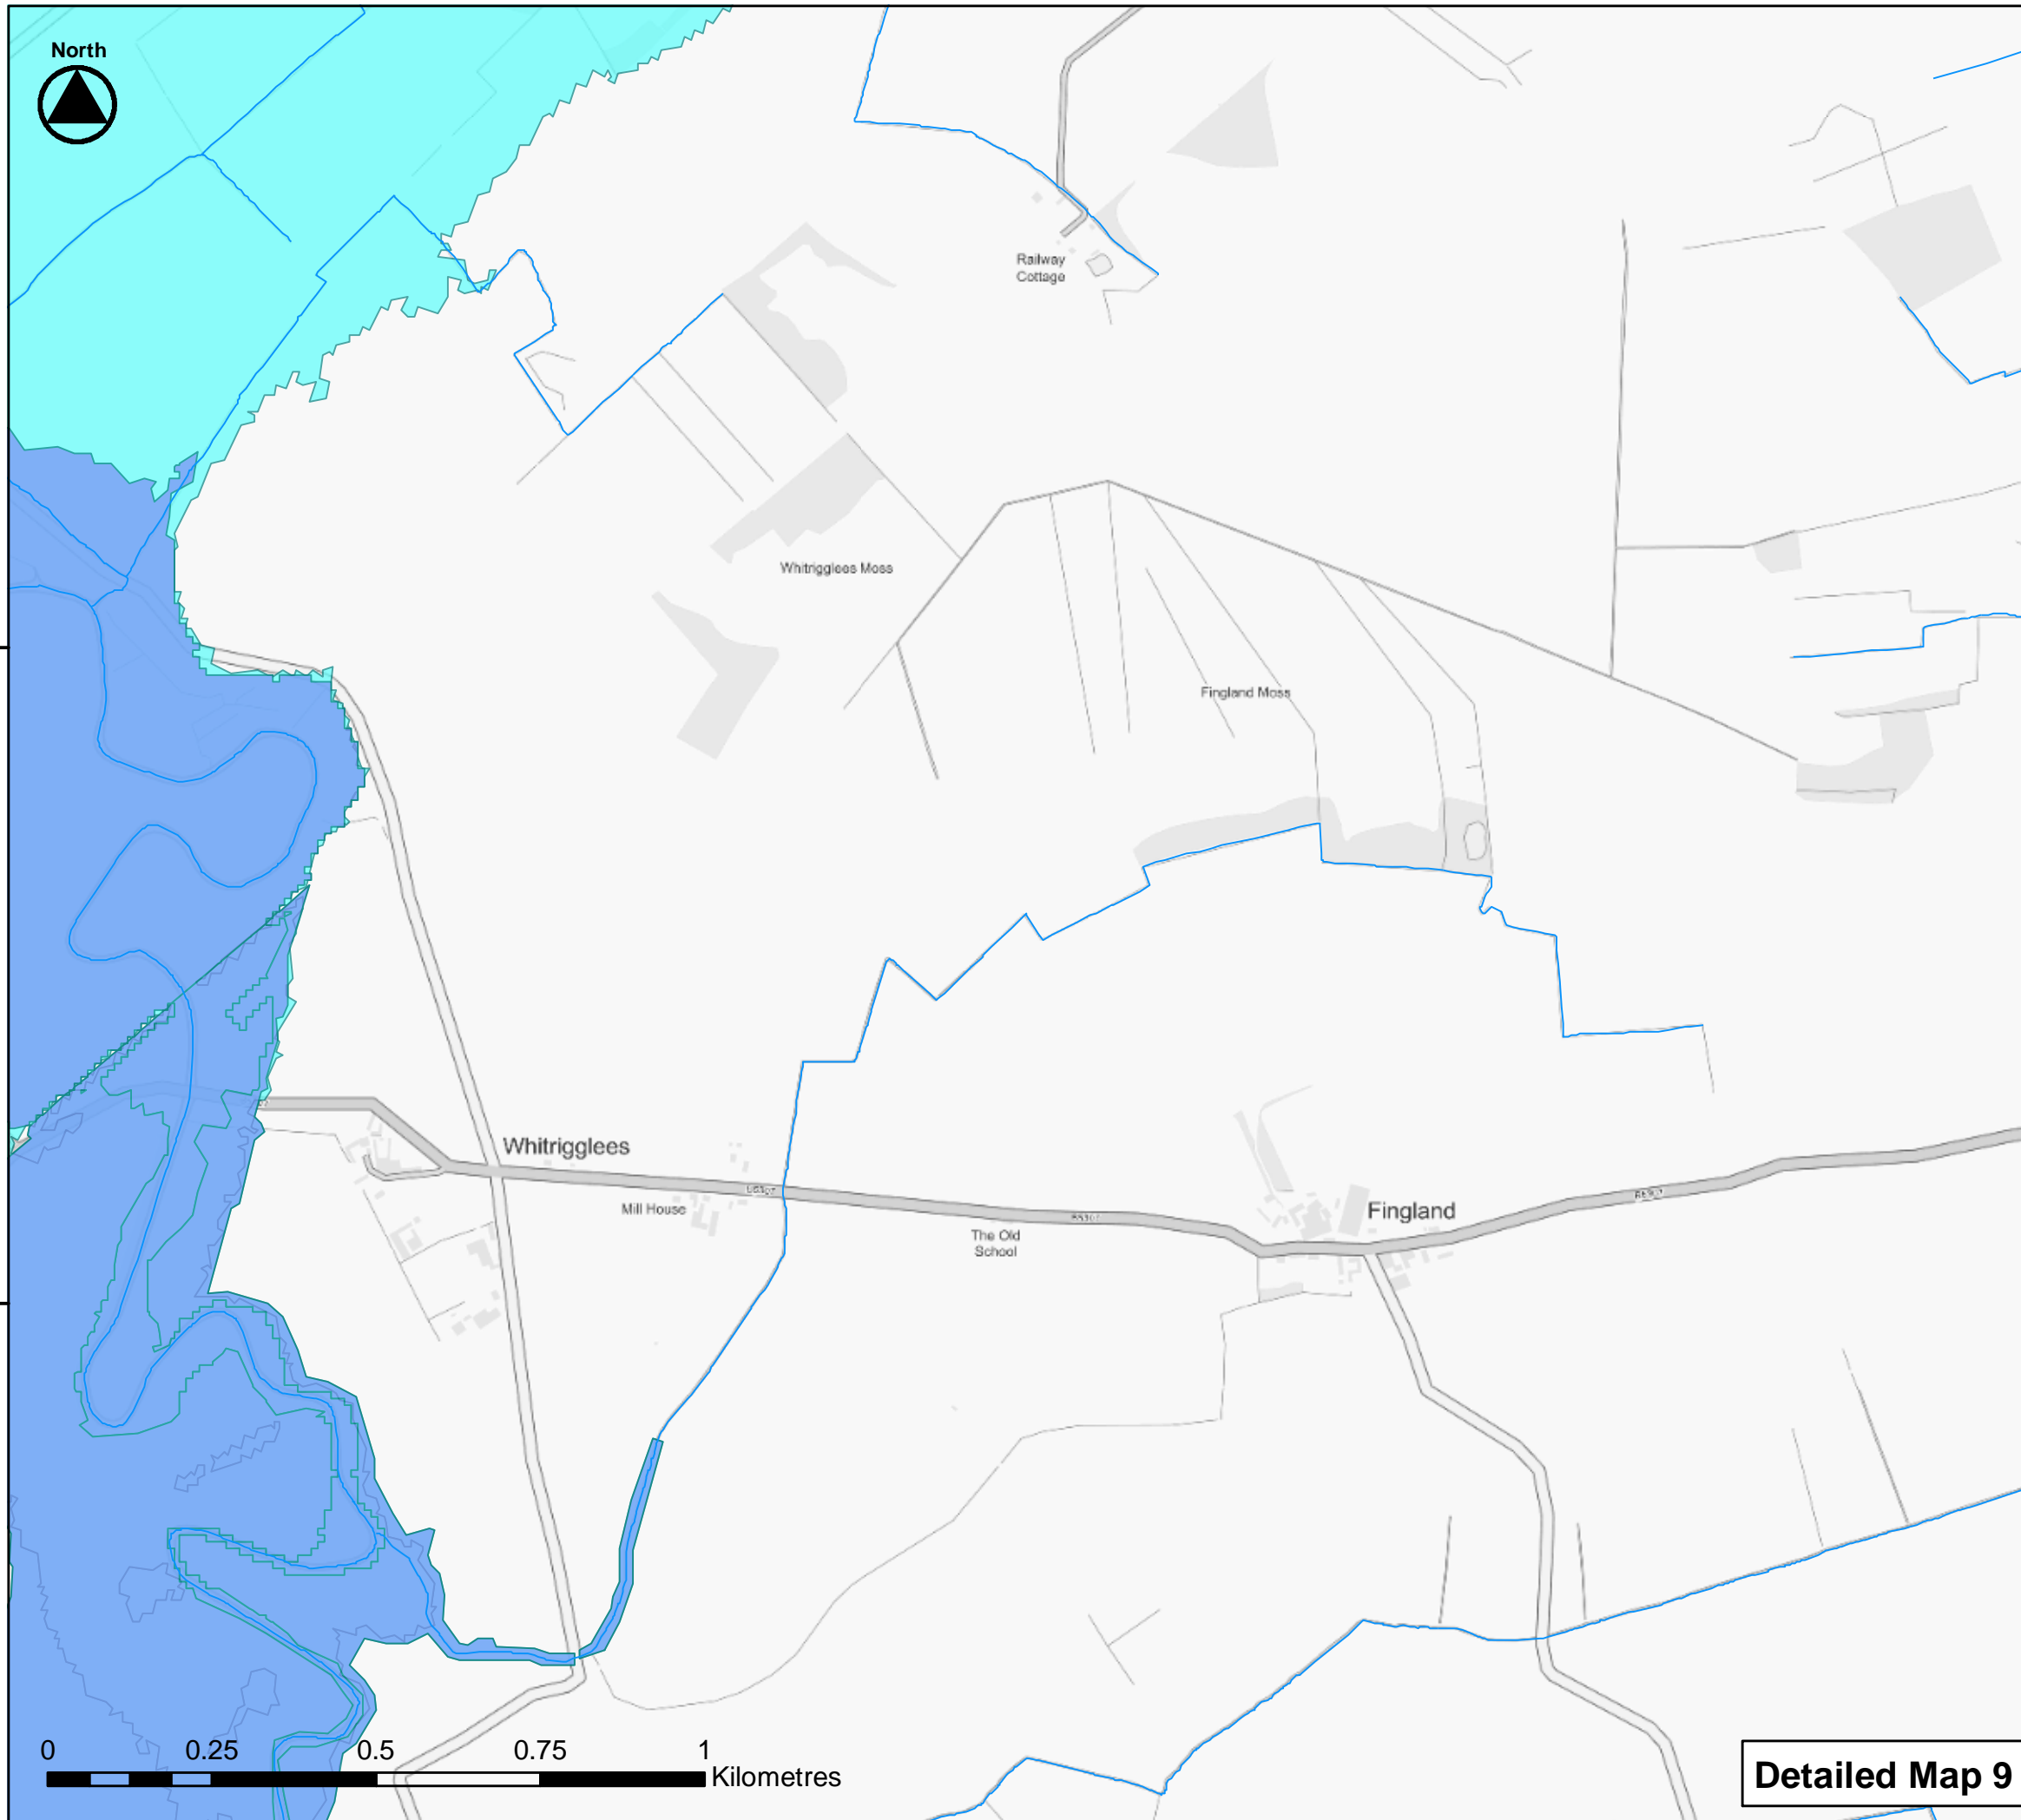 North
Railway
Cottage
Whitrigglees Moss
Fingland Moss
Whitrigglees
Mill House
The Old
School
Fingland
0 0.25 0.5 0.75 1
Kilometres
Detailed Map 9